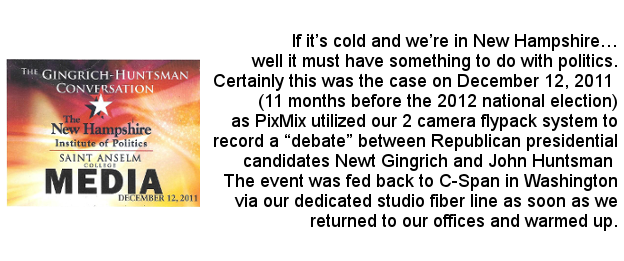 THE GINGRICH-HUNTSMAN
CONVERSATION
The
New Hampshire
Institute of Politics
SAINT ANSELM
COLLEGE
MEDIA
DECEMBER 12, 2011
If it's cold and we're in New Hampshire…
well it must have something to do with politics.
Certainly this was the case on December 12, 2011
(11 months before the 2012 national election)
as PixMix utilized our 2 camera flypack system to
record a “debate” between Republican presidential
candidates Newt Gingrich and John Huntsman
The event was fed back to C-Span in Washington
via our dedicated studio fiber line as soon as we
returned to our offices and warmed up.